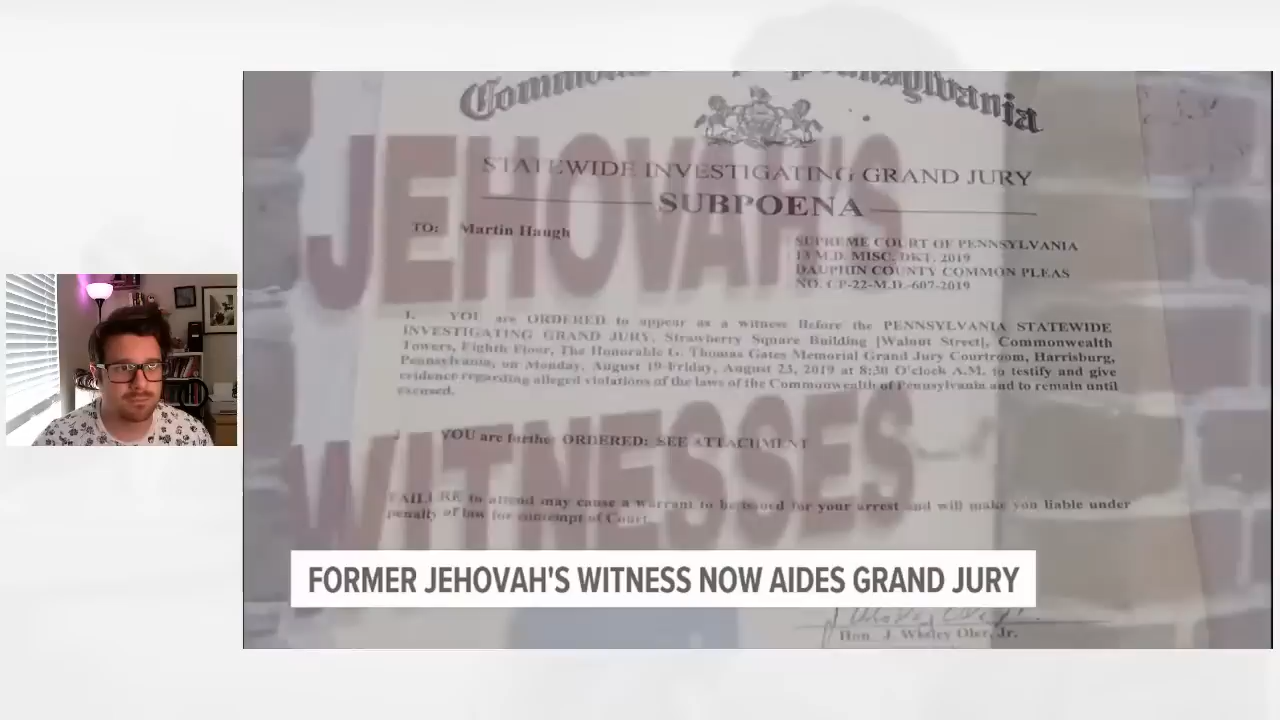 Commonwealth of Pennsylvania
STATEWIDE INVESTIGATING GRAND JURY
SUBPOENA
TO: Martin Haugh
SUPREME COURT OF PENNSYLVANIA
13 M.D. MISC. DKT. 2019
DAUPHIN COUNTY COMMON PLEAS
NO. CP-22-M.D.-607-2019
JEHOVAH'S
1. YOU are ORDERED to appear as a witness Before the PENNSYLVANIA STATEWIDE
INVESTIGATING GRAND JURY, Strawberry Square Building [Walnut Street], Commonwealth
Towers, Eighth Floor, The Honorable G. Thomas Gates Memorial Grand Jury Courtroom, Harrisburg,
Pennsylvania, on Monday, August 19-Friday, August 23, 2019 at 8:30 O'clock A.M. to testify and give
evidence regarding alleged violations of the laws of the Commonwealth of Pennsylvania and to remain until
excused.
YOU are further ORDERED: SEE ATTACHMENT
WITNESSES
FAILURE to attend may cause a warrant to be issued for your arrest and will make you liable under
penalty of law for contempt of Court.
FORMER JEHOVAH'S WITNESS NOW AIDES GRAND JURY
Hon. J. Wesley Oler, Jr.